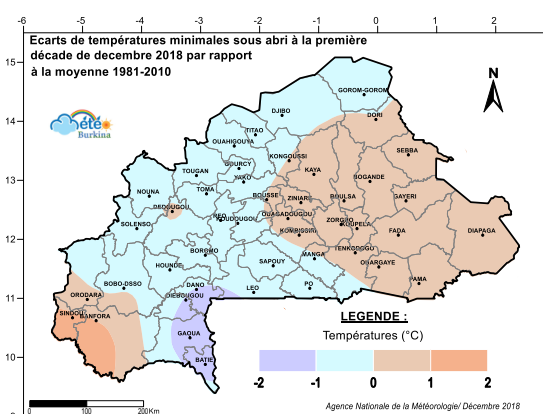 -6 -5 -4 -3 -2 -1 0 1 2
Ecarts de températures minimales sous abri à la première
décade de decembre 2018 par rapport
à la moyenne 1981-2010
15
14
13
12
11
10
météo
Burkina
N
GOROM-GOROM
DJIBO
DORI
TITAO
OUAHIGOUYA
SEBBA
KONGOUSSI
GOURCY
TOUGAN
KAYA
YAKO
BOGANDE
NOUNA
TOMA
BOUSSE
ZINIARE
BOULSA
GAYERI
DEDOUGOU
REO
KOUDOUGOU
OUAGADOUGOU
ZORGHO
KOUPELA
SOLENSO
KOMBISSIRI
FADA
DIAPAGA
BOROMO
TENKODOGO
MANGA
HOUNDE
SAPOUY
OUARGAYE
BOBO-DSSO
DANO
LEO
PO
PAMA
ORODARA
DIEBOUGOU
SINDOU
BANFORA
GAOUA
BATIE
LEGENDE :
Températures (°C)
-2 -1 0 1 2
0 100 200 Km
Agence Nationale de la Météorologie/ Décembre 2018